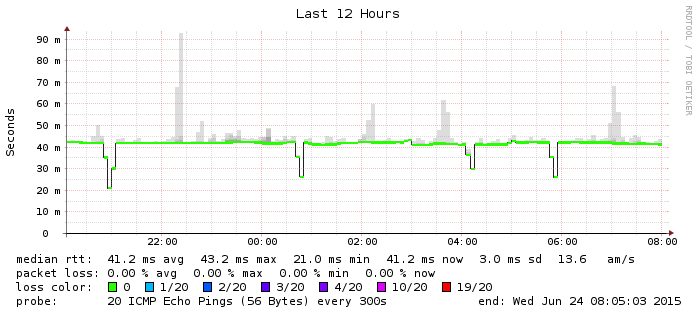 Last 12 Hours
RRDTOOL / TOBI OETIKER
Seconds
90 m
80 m
70 m
60 m
50 m
40 m
30 m
20 m
10 m
0
22:00 00:00 02:00 04:00 06:00 08:00
median rtt: 41.2 ms avg 43.2 ms max 21.0 ms min 41.2 ms now 3.0 ms sd 13.6 am/s
packet loss: 0.00 % avg 0.00 % max 0.00 % min 0.00 % now
loss color: 0 1/20 2/20 3/20 4/20 10/20 19/20
probe: 20 ICMP Echo Pings (56 Bytes) every 300s end: Wed Jun 24 08:05:03 2015